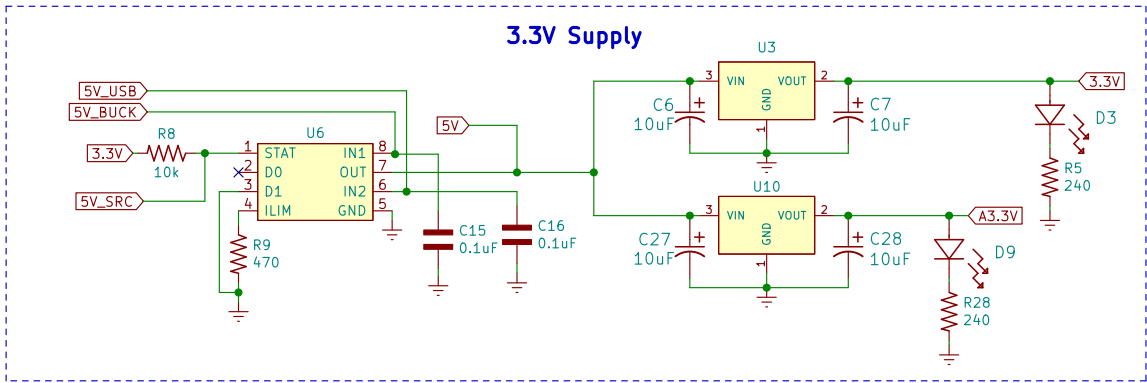 3.3V Supply
5V_USB
5V_BUCK
3.3V
R8
10k
5V_SRC
U6
1 STAT IN1 8
2 D0 OUT 7
3 D1 IN2 6
4 ILIM GND 5
R9
470
5V
C15
0.1uF
C16
0.1uF
U3
3 VIN VOUT 2
GND
1
C6
10uF
C7
10uF
3.3V
D3
R5
240
U10
3 VIN VOUT 2
GND
1
C27
10uF
C28
10uF
A3.3V
D9
R28
240